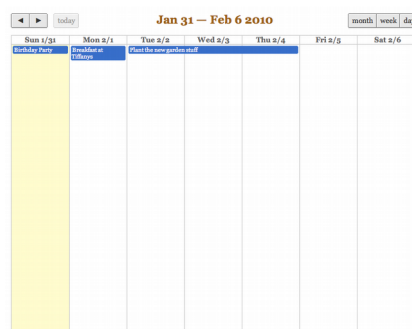 today Jan 31 — Feb 6 2010 month week day
Sun 1/31 Mon 2/1 Tue 2/2 Wed 2/3 Thu 2/4 Fri 2/5 Sat 2/6
Birthday Party Breakfast at Plant the new garden stuff
Tiffanys